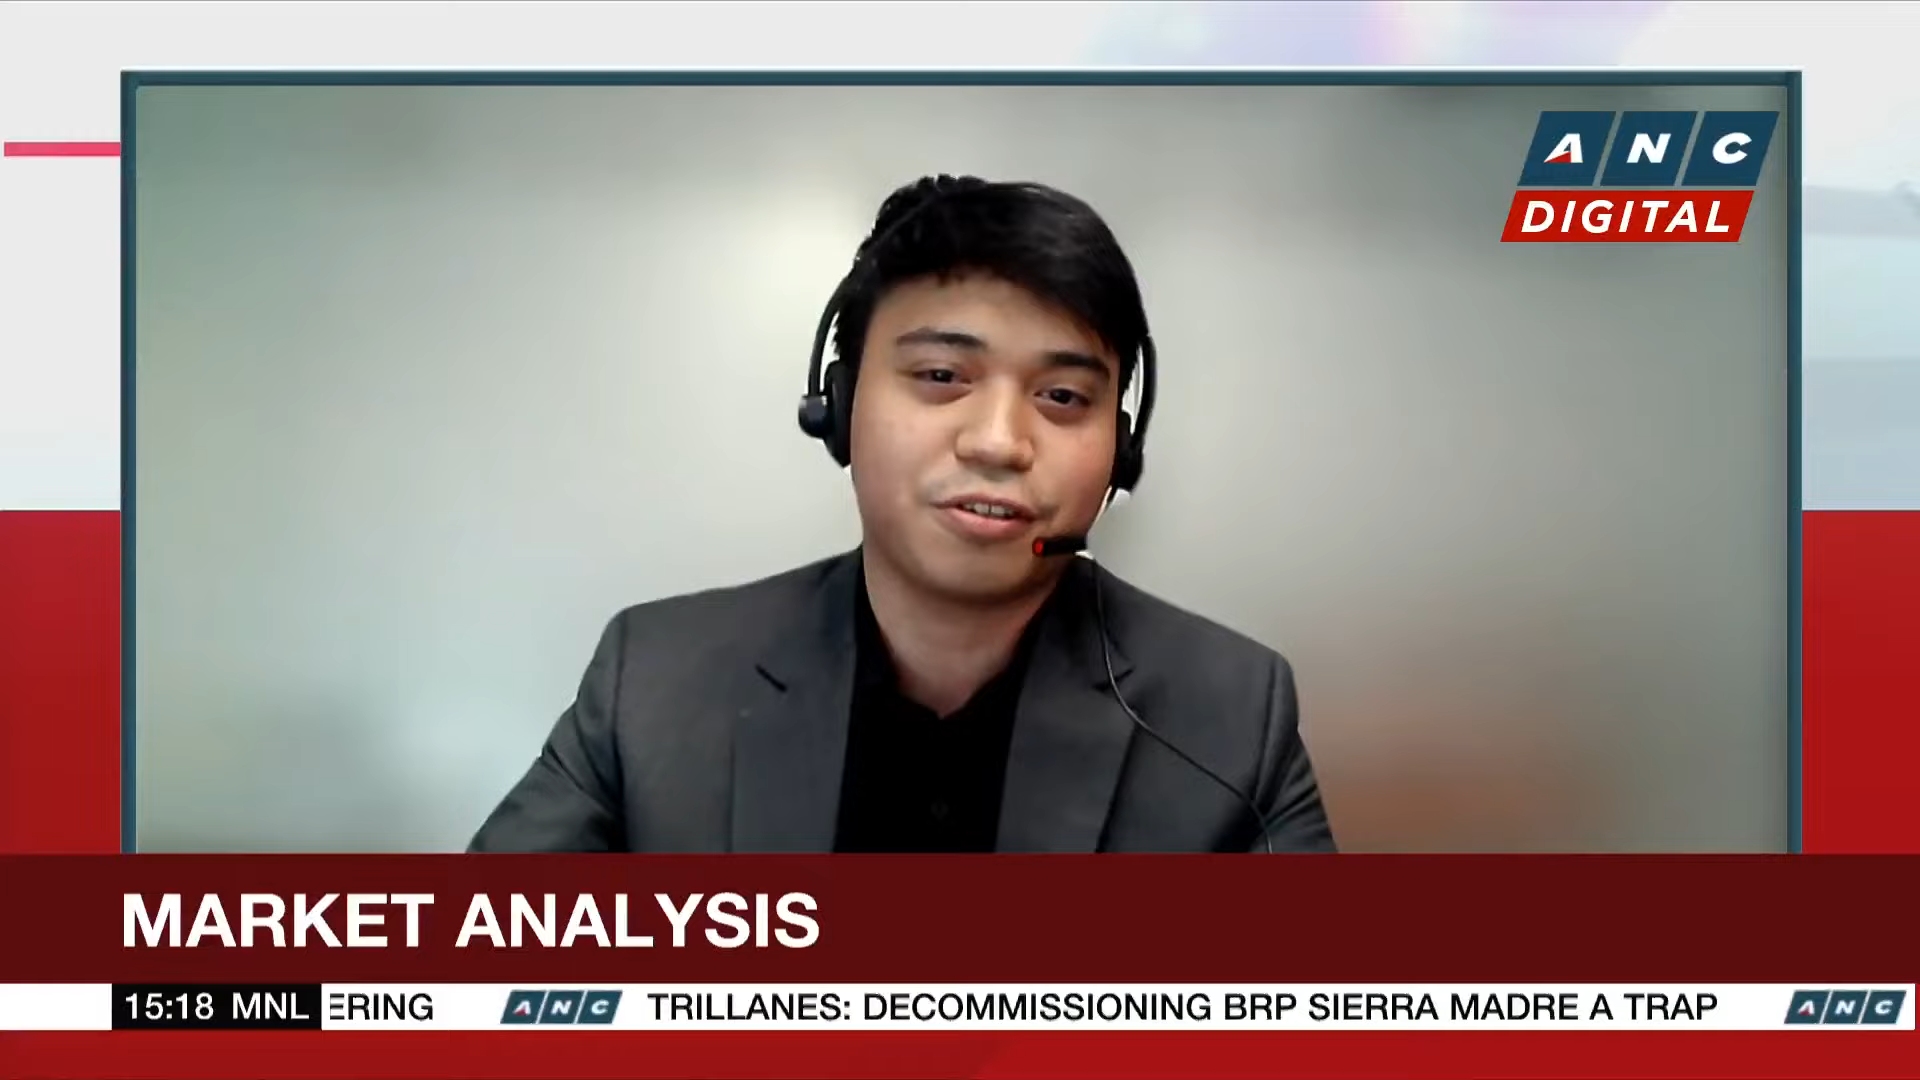 ANC
DIGITAL
MARKET ANALYSIS
15:18 MNL ERING ANC TRILLANES: DECOMMISSIONING BRP SIERRA MADRE A TRAP ANC